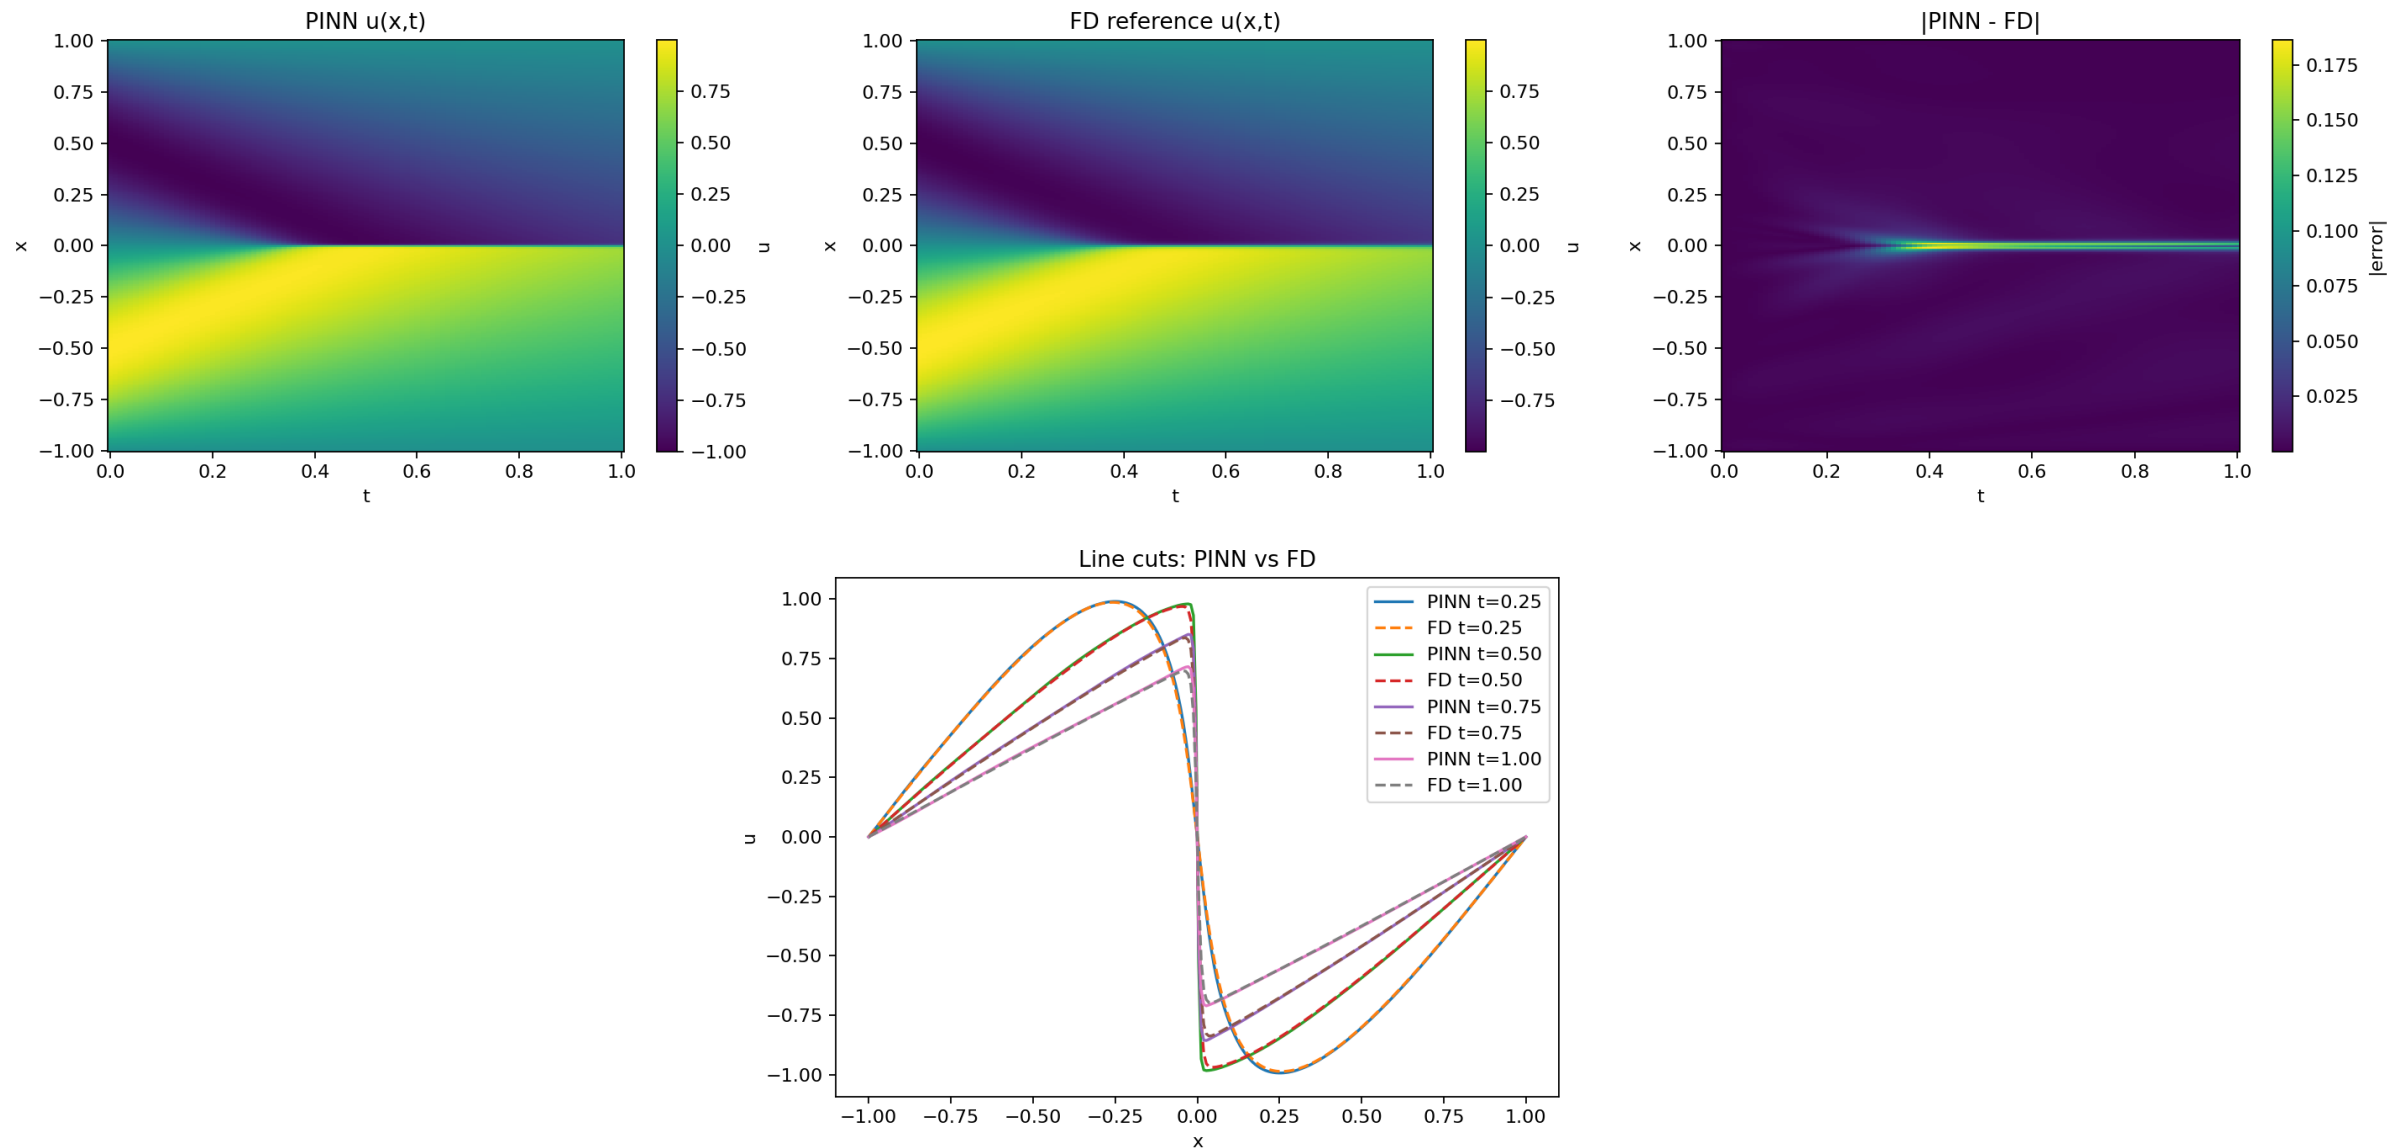 PINN u(x,t)
1.00
0.75
0.50
0.25
0.00
−0.25
−0.50
−0.75
−1.00
x
0.0 0.2 0.4 0.6 0.8 1.0
t
0.75
0.50
0.25
0.00
−0.25
−0.50
−0.75
−1.00
u
FD reference u(x,t)
1.00
0.75
0.50
0.25
0.00
−0.25
−0.50
−0.75
−1.00
x
0.0 0.2 0.4 0.6 0.8 1.0
t
0.75
0.50
0.25
0.00
−0.25
−0.50
−0.75
u
|PINN - FD|
1.00
0.75
0.50
0.25
0.00
−0.25
−0.50
−0.75
−1.00
x
0.0 0.2 0.4 0.6 0.8 1.0
t
0.175
0.150
0.125
0.100
0.075
0.050
0.025
|error|
Line cuts: PINN vs FD
1.00
0.75
0.50
0.25
0.00
−0.25
−0.50
−0.75
−1.00
u
−1.00 −0.75 −0.50 −0.25 0.00 0.25 0.50 0.75 1.00
x
PINN t=0.25
FD t=0.25
PINN t=0.50
FD t=0.50
PINN t=0.75
FD t=0.75
PINN t=1.00
FD t=1.00